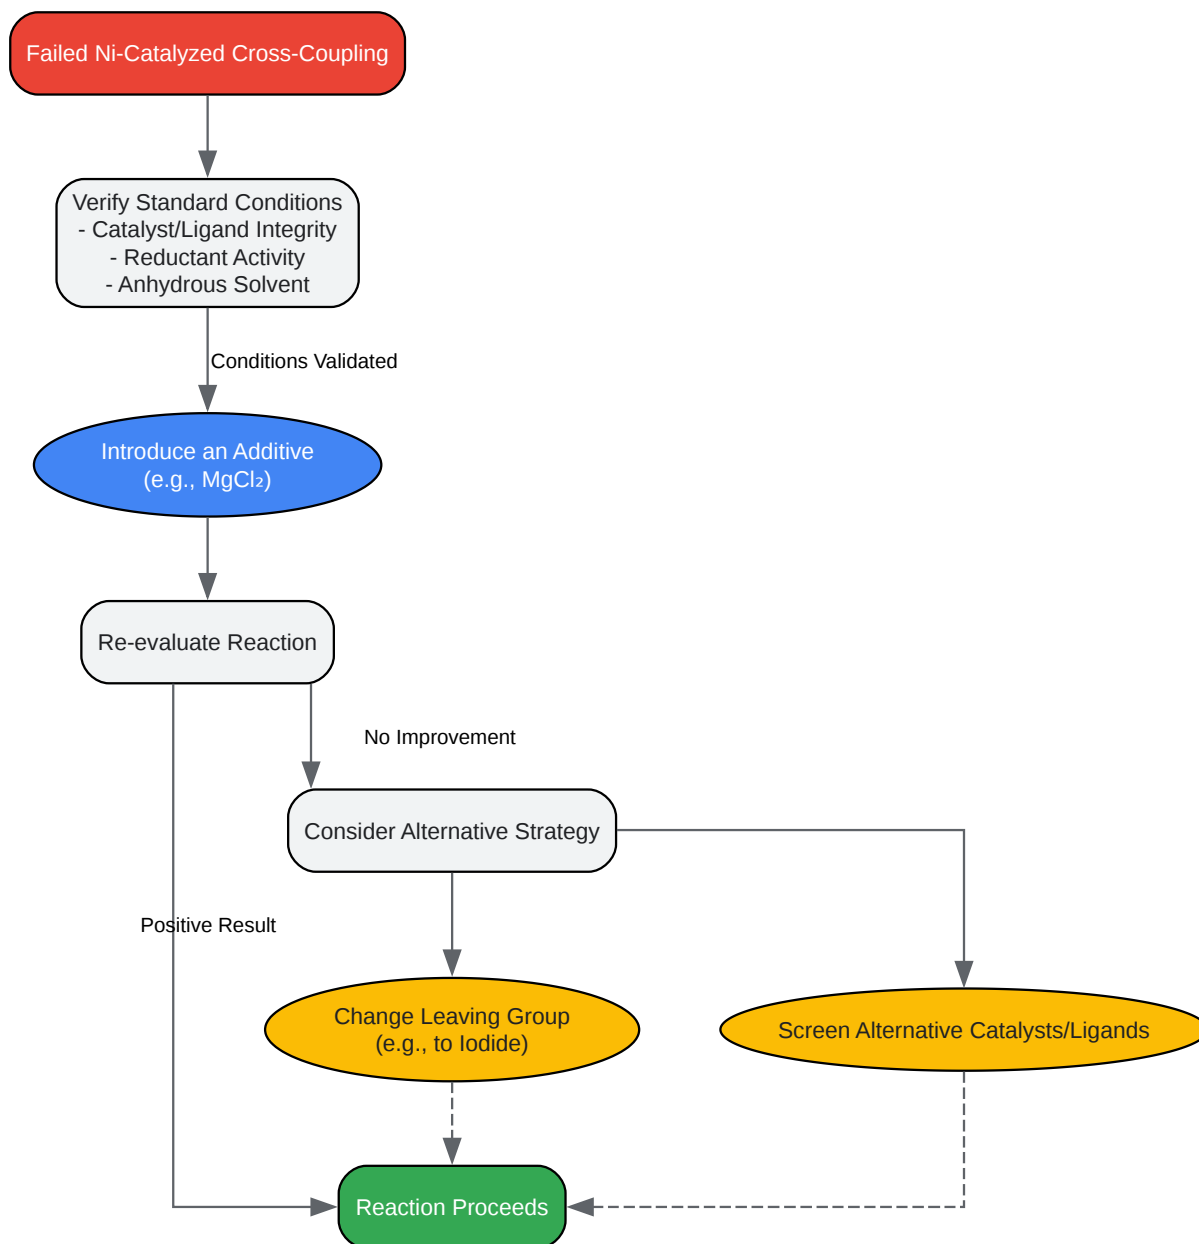 Failed Ni-Catalyzed Cross-Coupling
Verify Standard Conditions
- Catalyst/Ligand Integrity
- Reductant Activity
- Anhydrous Solvent
Conditions Validated
Introduce an Additive
(e.g., MgCl₂)
Re-evaluate Reaction
No Improvement
Consider Alternative Strategy
Positive Result
Change Leaving Group
(e.g., to Iodide)
Screen Alternative Catalysts/Ligands
Reaction Proceeds